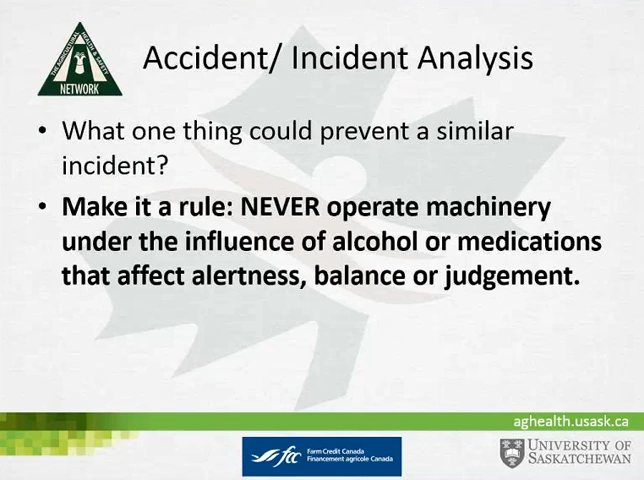 THE AGRICULTURAL HEALTH & SAFETY
NETWORK
Accident/ Incident Analysis
• What one thing could prevent a similar
incident?
• Make it a rule: NEVER operate machinery
under the influence of alcohol or medications
that affect alertness, balance or judgement.
aghealth.usask.ca
fcc
Farm Credit Canada
Financement agricole Canada
UNIVERSITY OF
SASKATCHEWAN